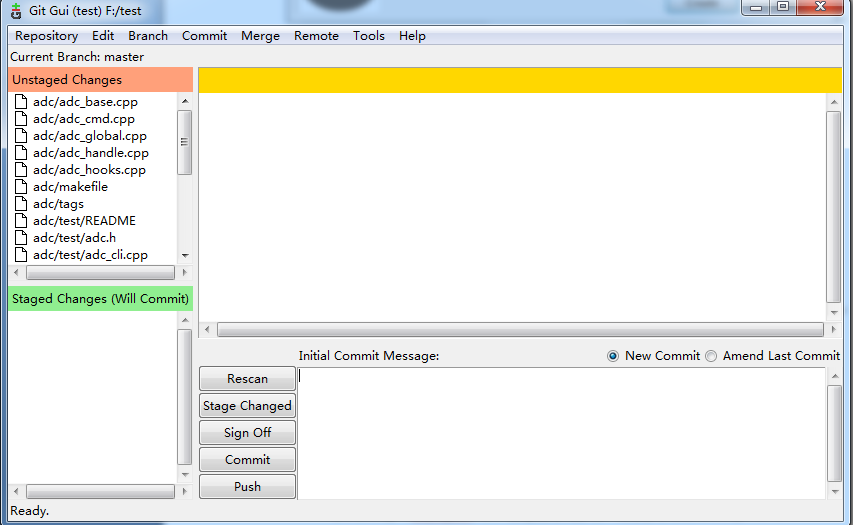 Git Gui (test) F:/test
Repository Edit Branch Commit Merge Remote Tools Help
Current Branch: master
Unstaged Changes
adc/adc_base.cpp
adc/adc_cmd.cpp
adc/adc_global.cpp
adc/adc_handle.cpp
adc/adc_hooks.cpp
adc/makefile
adc/tags
adc/test/README
adc/test/adc.h
adc/test/adc_cli.cpp
Staged Changes (Will Commit)
Initial Commit Message:
New Commit
Amend Last Commit
Rescan
Stage Changed
Sign Off
Commit
Push
Ready.